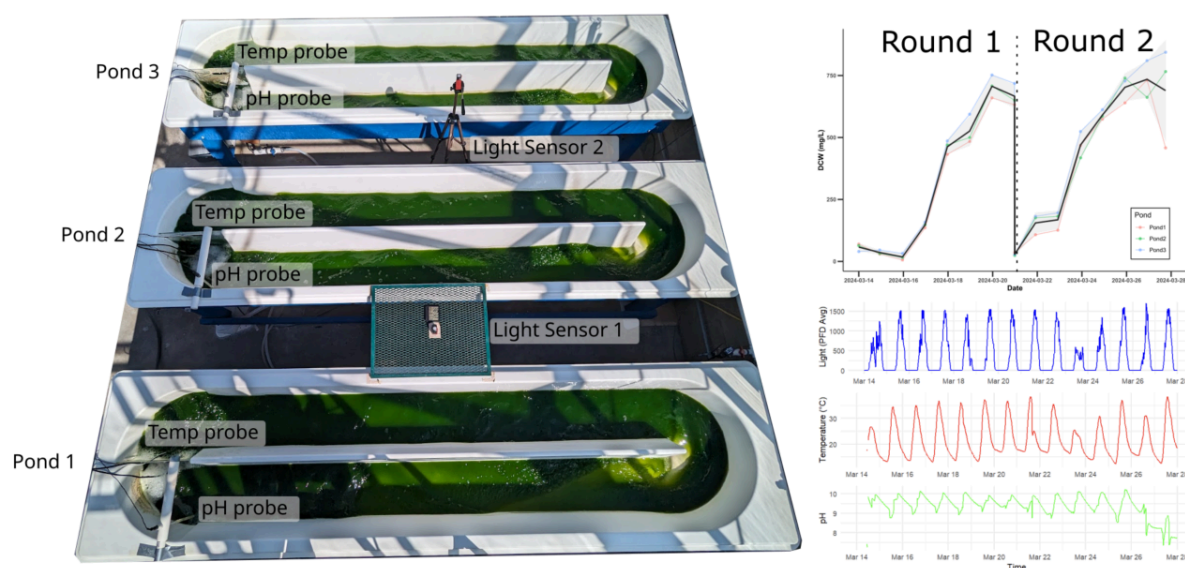 Temp probe
Pond 3
pH probe
Light Sensor 2
Temp probe
Pond 2
pH probe
Light Sensor 1
Temp probe
Pond 1
pH probe
Round 1 Round 2
DCW (mg/L)
750
500
250
0
Pond
Pond1
Pond2
Pond3
2024-03-14 2024-03-16 2024-03-18 2024-03-20 2024-03-22 2024-03-24 2024-03-26 2024-03-28
Date
Light (PFD Avg)
1500
1000
500
0
Mar 14 Mar 16 Mar 18 Mar 20 Mar 22 Mar 24 Mar 26 Mar 28
Temperature (°C)
30
20
Mar 14 Mar 16 Mar 18 Mar 20 Mar 22 Mar 24 Mar 26 Mar 28
pH
10
9
8
Mar 14 Mar 16 Mar 18 Mar 20 Mar 22 Mar 24 Mar 26 Mar 28
Time